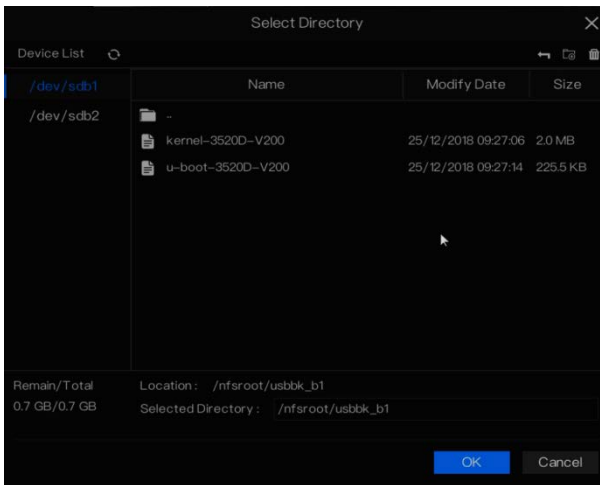 Select Directory
Device List
/dev/sdb1
/dev/sdb2
Name Modify Date Size
..
kernel-3520D-V200 25/12/2018 09:27:06 2.0 MB
u-boot-3520D-V200 25/12/2018 09:27:14 225.5 KB
Remain/Total
0.7 GB/0.7 GB
Location : /nfsroot/usbbk_b1
Selected Directory : /nfsroot/usbbk_b1
OK Cancel